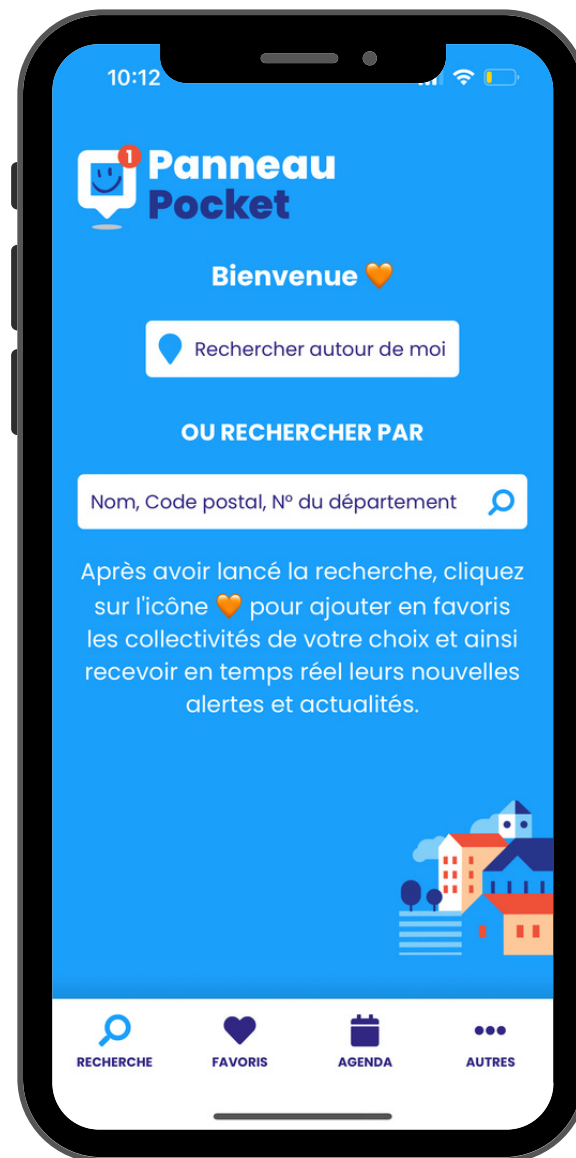 10:12
1
Panneau
Pocket
Bienvenue 🧡
Rechercher autour de moi
OU RECHERCHER PAR
Nom, Code postal, N° du département
Après avoir lancé la recherche, cliquez
sur l'icône 🧡 pour ajouter en favoris
les collectivités de votre choix et ainsi
recevoir en temps réel leurs nouvelles
alertes et actualités.
RECHERCHE FAVORIS AGENDA AUTRES